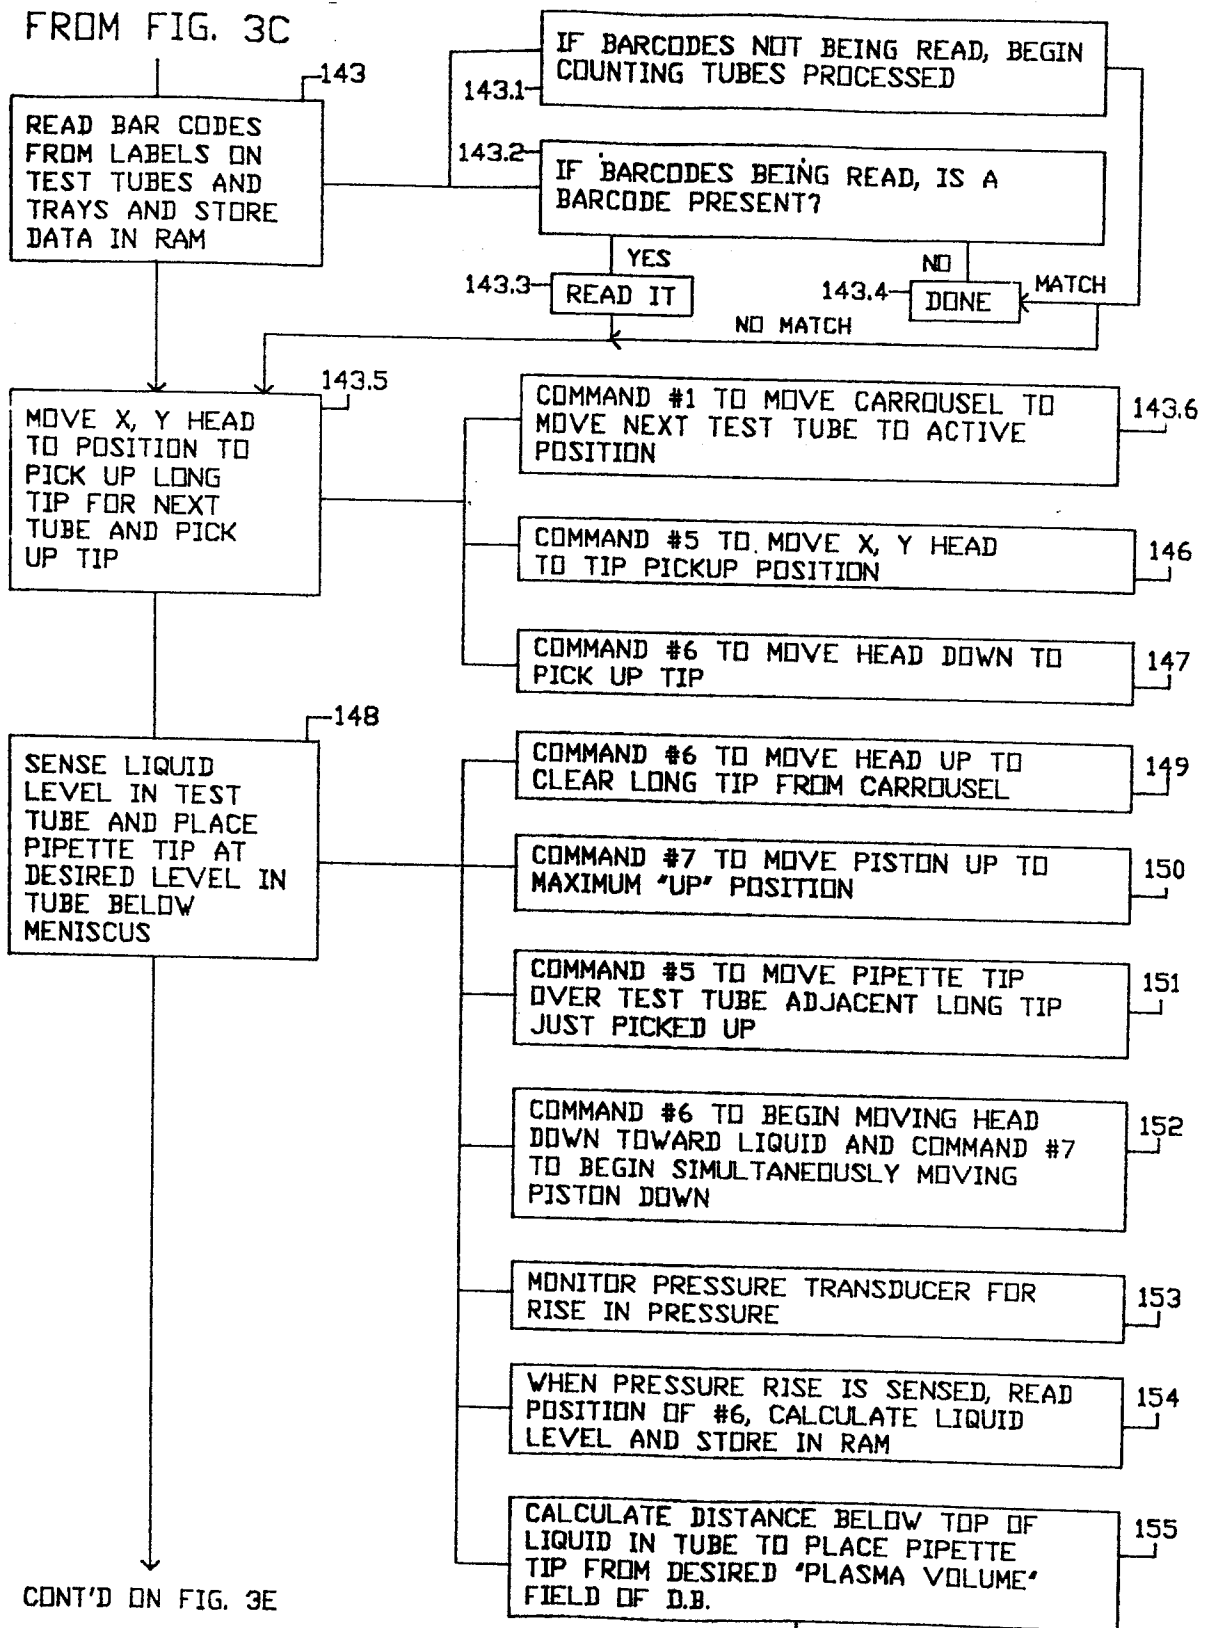 FROM FIG. 3C
143
READ BAR CODES
FROM LABELS ON
TEST TUBES AND
TRAYS AND STORE
DATA IN RAM
143.1
IF BARCODES NOT BEING READ, BEGIN
COUNTING TUBES PROCESSED
143.2
IF BARCODES BEING READ, IS A
BARCODE PRESENT?
YES
NO
143.3
READ IT
143.4
DONE
MATCH
NO MATCH
143.5
MOVE X, Y HEAD
TO POSITION TO
PICK UP LONG
TIP FOR NEXT
TUBE AND PICK
UP TIP
COMMAND #1 TO MOVE CARROUSEL TO
MOVE NEXT TEST TUBE TO ACTIVE
POSITION
143.6
COMMAND #5 TO MOVE X, Y HEAD
TO TIP PICKUP POSITION
146
COMMAND #6 TO MOVE HEAD DOWN TO
PICK UP TIP
147
148
SENSE LIQUID
LEVEL IN TEST
TUBE AND PLACE
PIPETTE TIP AT
DESIRED LEVEL IN
TUBE BELOW
MENISCUS
COMMAND #6 TO MOVE HEAD UP TO
CLEAR LONG TIP FROM CARROUSEL
149
COMMAND #7 TO MOVE PISTON UP TO
MAXIMUM "UP" POSITION
150
COMMAND #5 TO MOVE PIPETTE TIP
OVER TEST TUBE ADJACENT LONG TIP
JUST PICKED UP
151
COMMAND #6 TO BEGIN MOVING HEAD
DOWN TOWARD LIQUID AND COMMAND #7
TO BEGIN SIMULTANEOUSLY MOVING
PISTON DOWN
152
MONITOR PRESSURE TRANSDUCER FOR
RISE IN PRESSURE
153
WHEN PRESSURE RISE IS SENSED, READ
POSITION OF #6, CALCULATE LIQUID
LEVEL AND STORE IN RAM
154
CALCULATE DISTANCE BELOW TOP OF
LIQUID IN TUBE TO PLACE PIPETTE
TIP FROM DESIRED "PLASMA VOLUME"
FIELD OF D.B.
155
CONT'D ON FIG. 3E